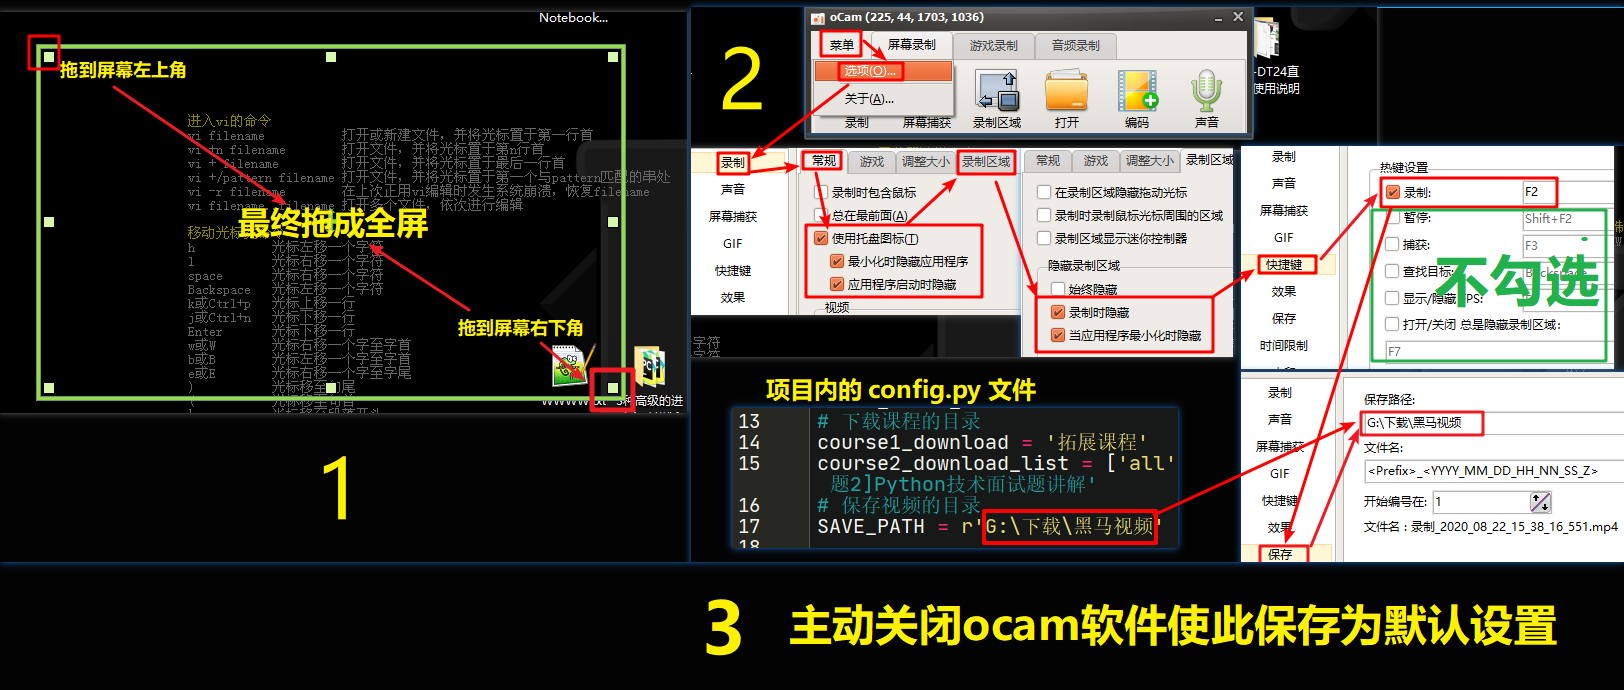 Notebook...
拖到屏幕左上角
进入vi的命令
vi filename 打开或新建文件，并将光标置于第一行首
vi +n filename 打开文件，并将光标置于第n行首
vi + filename 打开文件，并将光标置于最后一行首
vi +/pattern filename 打开文件，并将光标置于第一个与pattern匹配的串处
vi -r filename 在上次正用vi编辑时发生系统崩溃，恢复filename
vi filename filename 打开多个文件，依次进行编辑
最终拖成全屏
移动光标
h 光标左移一个字符
l 光标右移一个字符
space 光标右移一个字符
Backspace 光标左移一个字符
k或Ctrl+p 光标上移一行
j或Ctrl+n 光标下移一行
Enter 光标下移一行
w或W 光标右移一个字至字首
b或B 光标左移一个字至字首
e或E 光标右移一个字至字尾
) 光标移至句尾
( 光标移至句首
拖到屏幕右下角
高级的进
1
2
oCam (225, 44, 1703, 1036)
菜单 屏幕录制 游戏录制 音频录制
选项(O)...
关于(A)...
录制 屏幕捕获 录制区域 打开 编码 声音
-DT24直
使用说明
录制
声音
屏幕捕获
GIF
快捷键
效果
常规 游戏 调整大小 录制区域
录制时包含鼠标
总在最前面(A)
使用托盘图标(T)
最小化时隐藏应用程序
应用程序启动时隐藏
视频
常规 游戏 调整大小 录制区域
在录制区域隐藏拖动光标
录制时录制鼠标光标周围的区域
录制区域显示迷你控制器
隐藏录制区域
始终隐藏
录制时隐藏
当应用程序最小化时隐藏
录制
声音
屏幕捕获
GIF
快捷键
效果
保存
时间限制
热键设置
录制: F2
暂停: Shift+F2
捕获: F3
查找目标: Backspace
显示/隐藏 FPS:
打开/关闭 总是隐藏录制区域:
F7
不勾选
项目内的 config.py 文件
13 # 下载课程的目录
14 course1_download = '拓展课程'
15 course2_download_list = ['all'
题2]Python技术面试题讲解'
16 # 保存视频的目录
17 SAVE_PATH = r'G:\下载\黑马视频'
18
录制
声音
屏幕捕获
GIF
快捷键
效果
保存
保存路径:
G:\下载\黑马视频
文件名:
<Prefix>_<YYYY_MM_DD_HH_NN_SS_Z>
开始编号在: 1
文件名 : 录制_2020_08_22_15_38_16_551.mp4
3 主动关闭ocam软件使此保存为默认设置